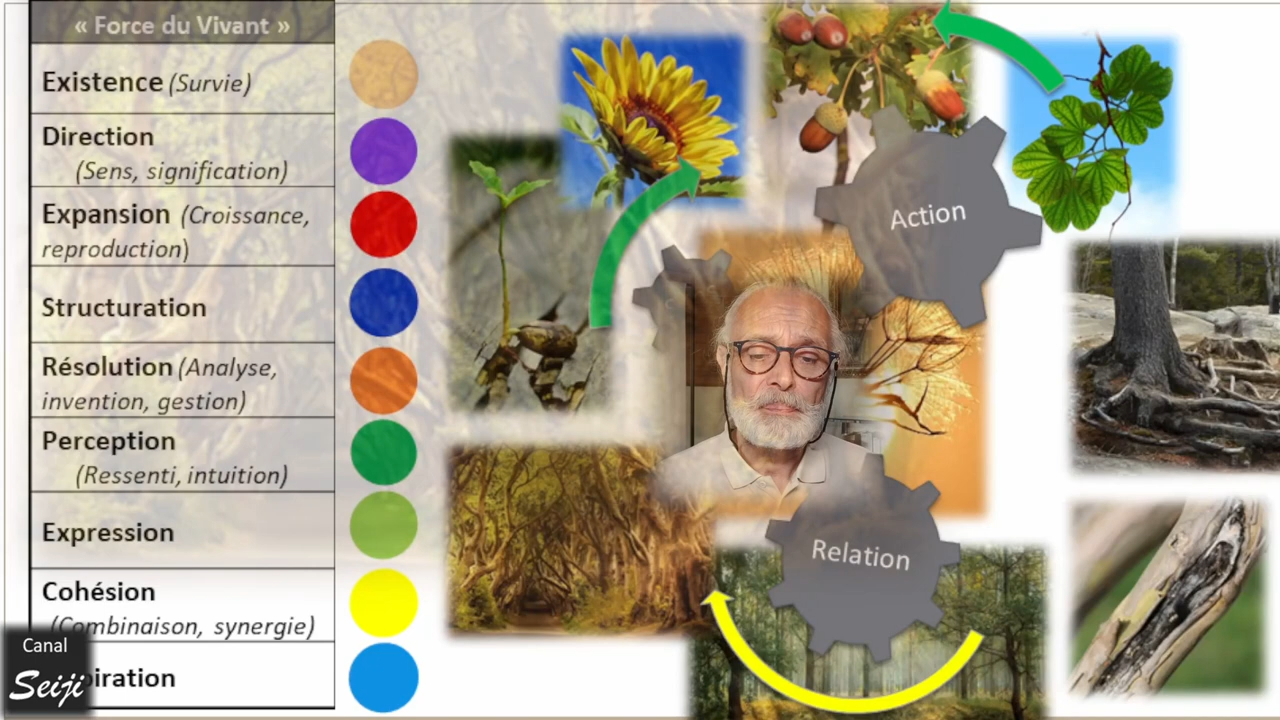 « Force du Vivant »
Existence (Survie)
Direction
(Sens, signification)
Expansion (Croissance,
reproduction)
Structuration
Résolution (Analyse,
invention, gestion)
Perception
(Ressenti, intuition)
Expression
Cohésion
(Combinaison, synergie)
piration
Canal
Seiji
Action
Relation